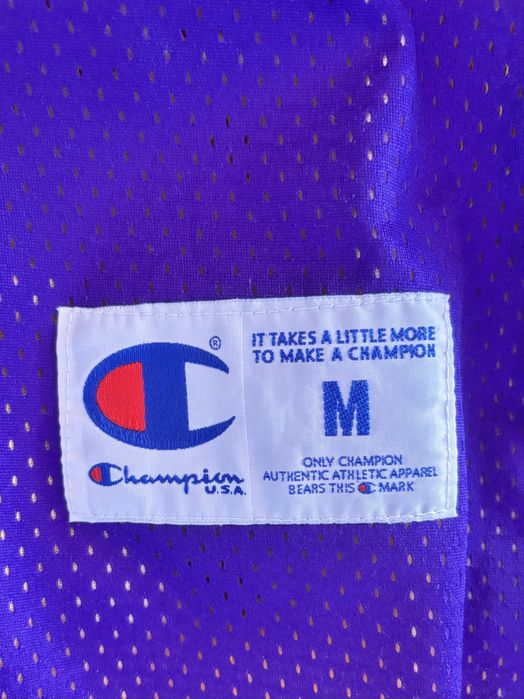 ®
Champion
U.S.A.
IT TAKES A LITTLE MORE
TO MAKE A CHAMPION
M
ONLY CHAMPION
AUTHENTIC ATHLETIC APPAREL
BEARS THIS C MARK